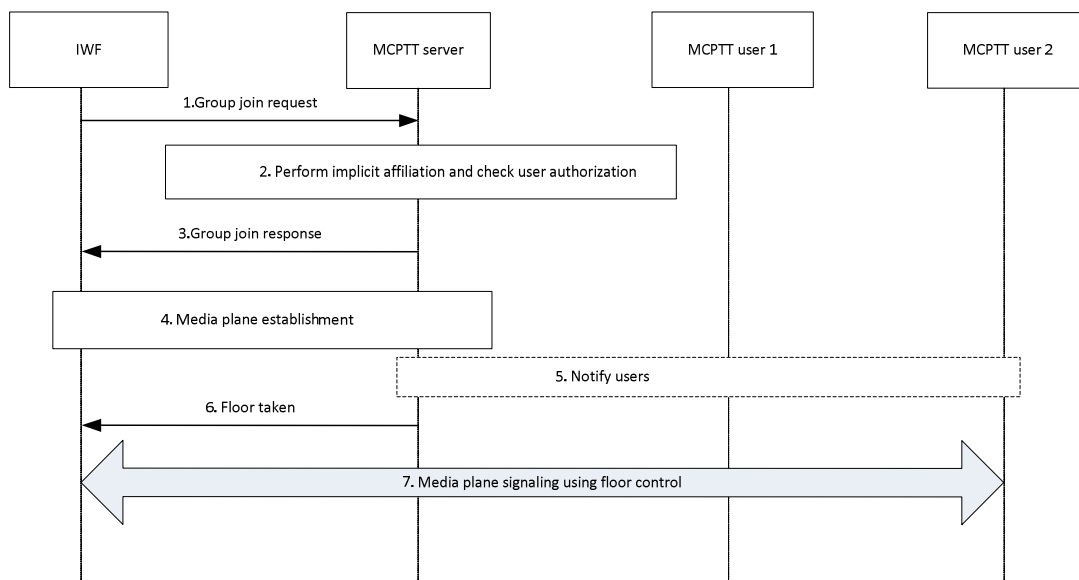 IWF
MCPTT server
MCPTT user 1
MCPTT user 2
1.Group join request
2. Perform implicit affiliation and check user authorization
3.Group join response
4. Media plane establishment
5. Notify users
6. Floor taken
7. Media plane signaling using floor control